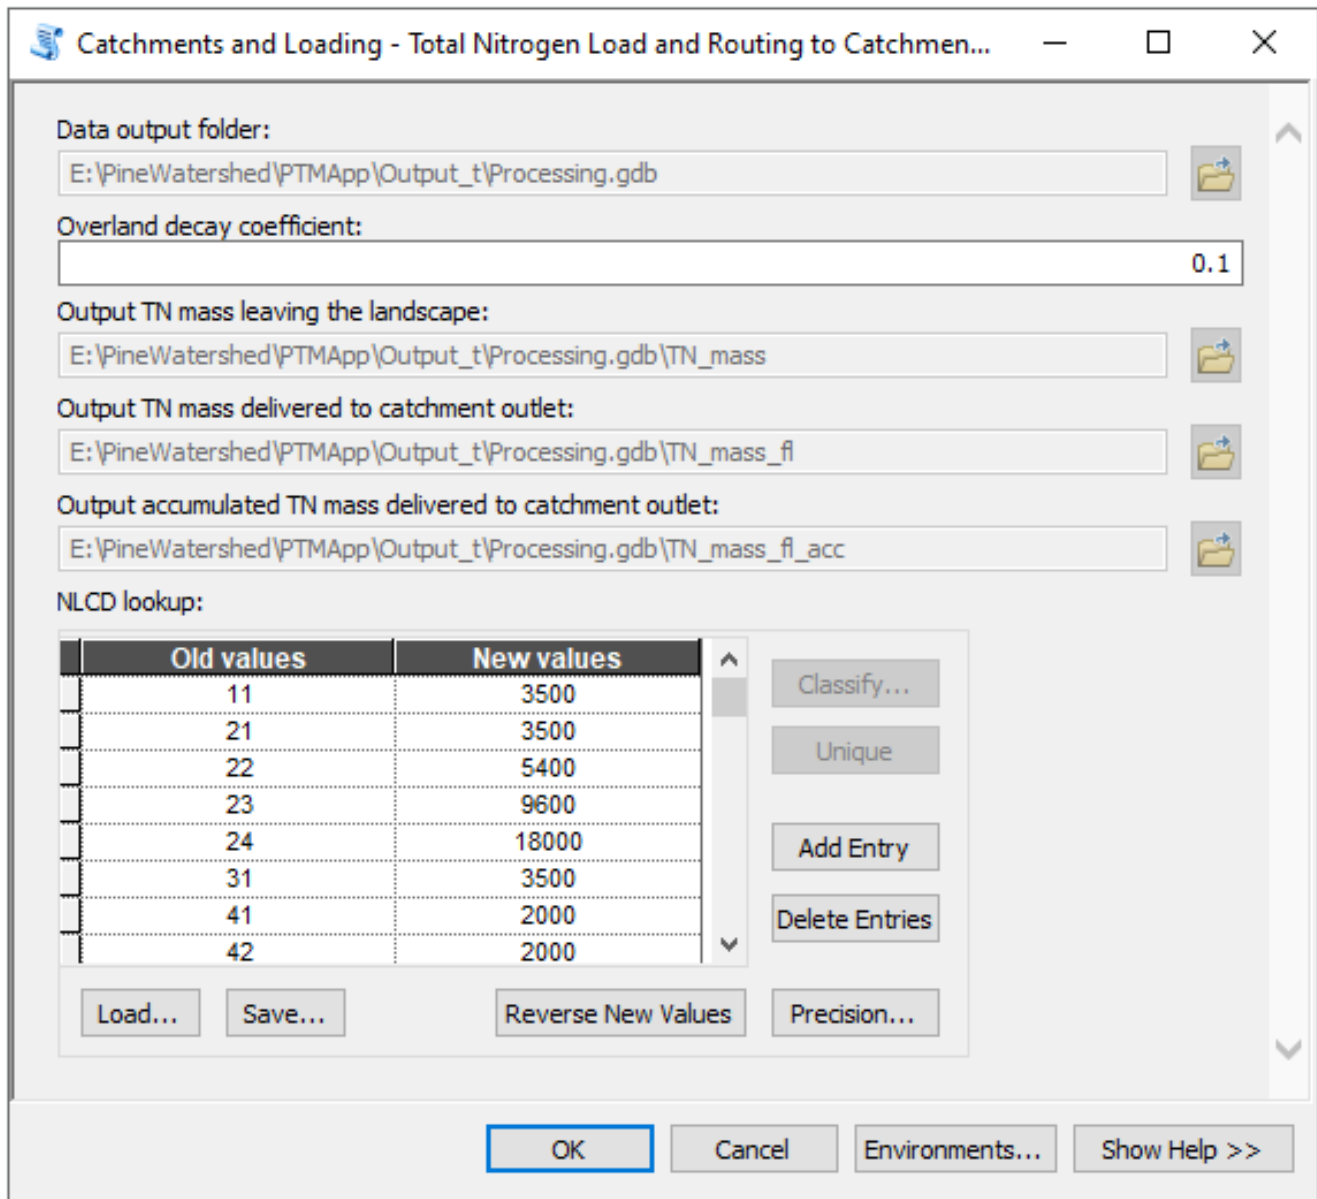 Catchments and Loading - Total Nitrogen Load and Routing to Catchmen...
Data output folder:
E:\PineWatershed\PTMApp\Output_t\Processing.gdb
Overland decay coefficient:
0.1
Output TN mass leaving the landscape:
E:\PineWatershed\PTMApp\Output_t\Processing.gdb\TN_mass
Output TN mass delivered to catchment outlet:
E:\PineWatershed\PTMApp\Output_t\Processing.gdb\TN_mass_fl
Output accumulated TN mass delivered to catchment outlet:
E:\PineWatershed\PTMApp\Output_t\Processing.gdb\TN_mass_fl_acc
NLCD lookup:
Old values New values
11 3500
21 3500
22 5400
23 9600
24 18000
31 3500
41 2000
42 2000
Classify...
Unique
Add Entry
Delete Entries
Load... Save... Reverse New Values Precision...
OK Cancel Environments... Show Help >>